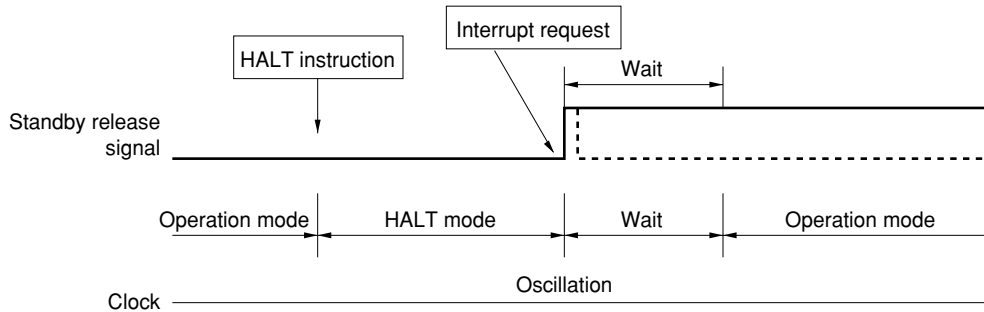 Interrupt request
HALT instruction
Wait
Standby release
signal
Operation mode
HALT mode
Wait
Operation mode
Oscillation
Clock